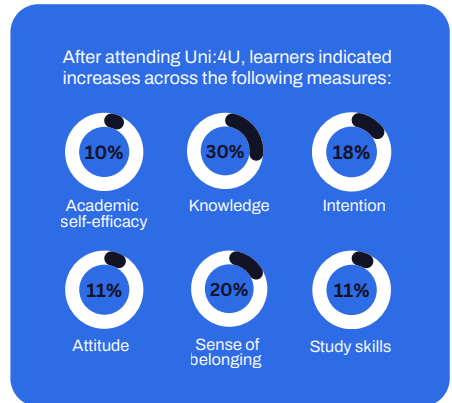 After attending Uni:4U, learners indicated
increases across the following measures:
10%
30%
18%
Academic
self-efficacy
Knowledge
Intention
11%
20%
11%
Attitude
Sense of
belonging
Study skills